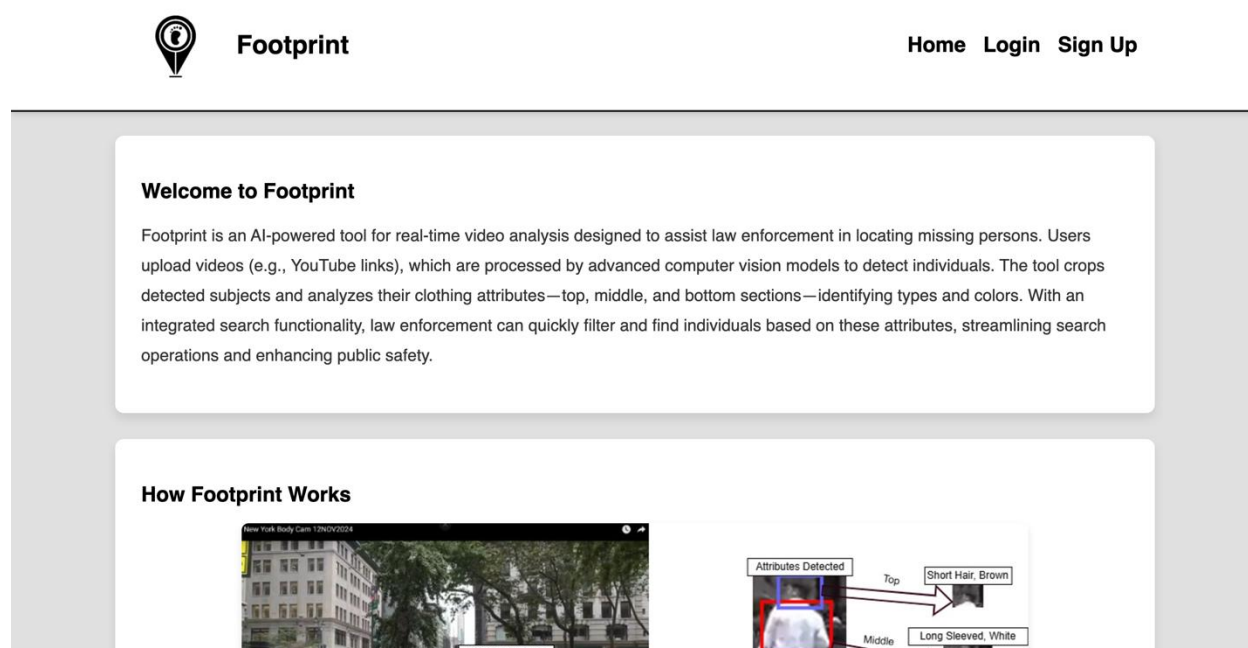 Footprint
Home Login Sign Up
Welcome to Footprint
Footprint is an AI-powered tool for real-time video analysis designed to assist law enforcement in locating missing persons. Users
upload videos (e.g., YouTube links), which are processed by advanced computer vision models to detect individuals. The tool crops
detected subjects and analyzes their clothing attributes—top, middle, and bottom sections—identifying types and colors. With an
integrated search functionality, law enforcement can quickly filter and find individuals based on these attributes, streamlining search
operations and enhancing public safety.
How Footprint Works
New York Body Cam 12NOV2024
Attributes Detected
Top
Short Hair, Brown
Middle
Long Sleeved, White